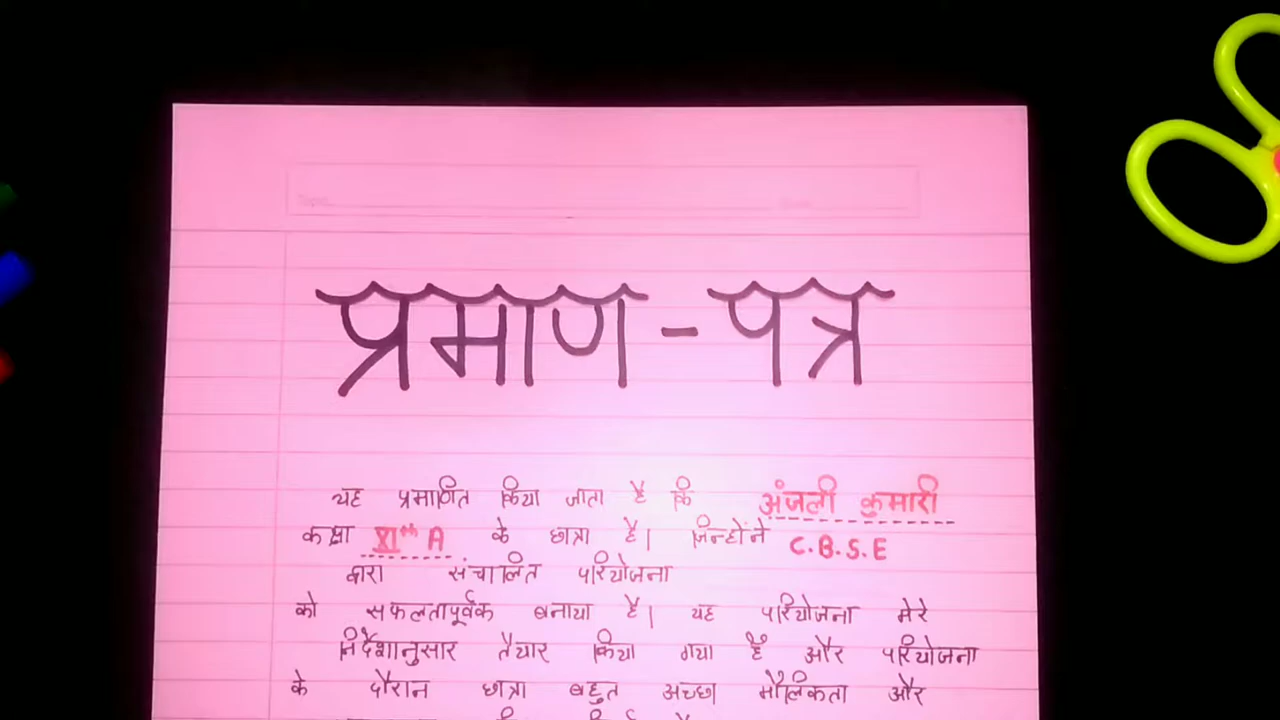 प्रमाण-पत्र
यह प्रमाणित किया जाता है कि अंजली कुमारी
कक्षा XIth A के छात्रा है। जिन्होंने C.B.S.E
द्वारा संचालित परियोजना
को सफलतापूर्वक बनाया है। यह परियोजना मेरे
निर्देशानुसार तैयार किया गया है और परियोजना
के दौरान छात्रा बहुत अच्छा मौलिकता और